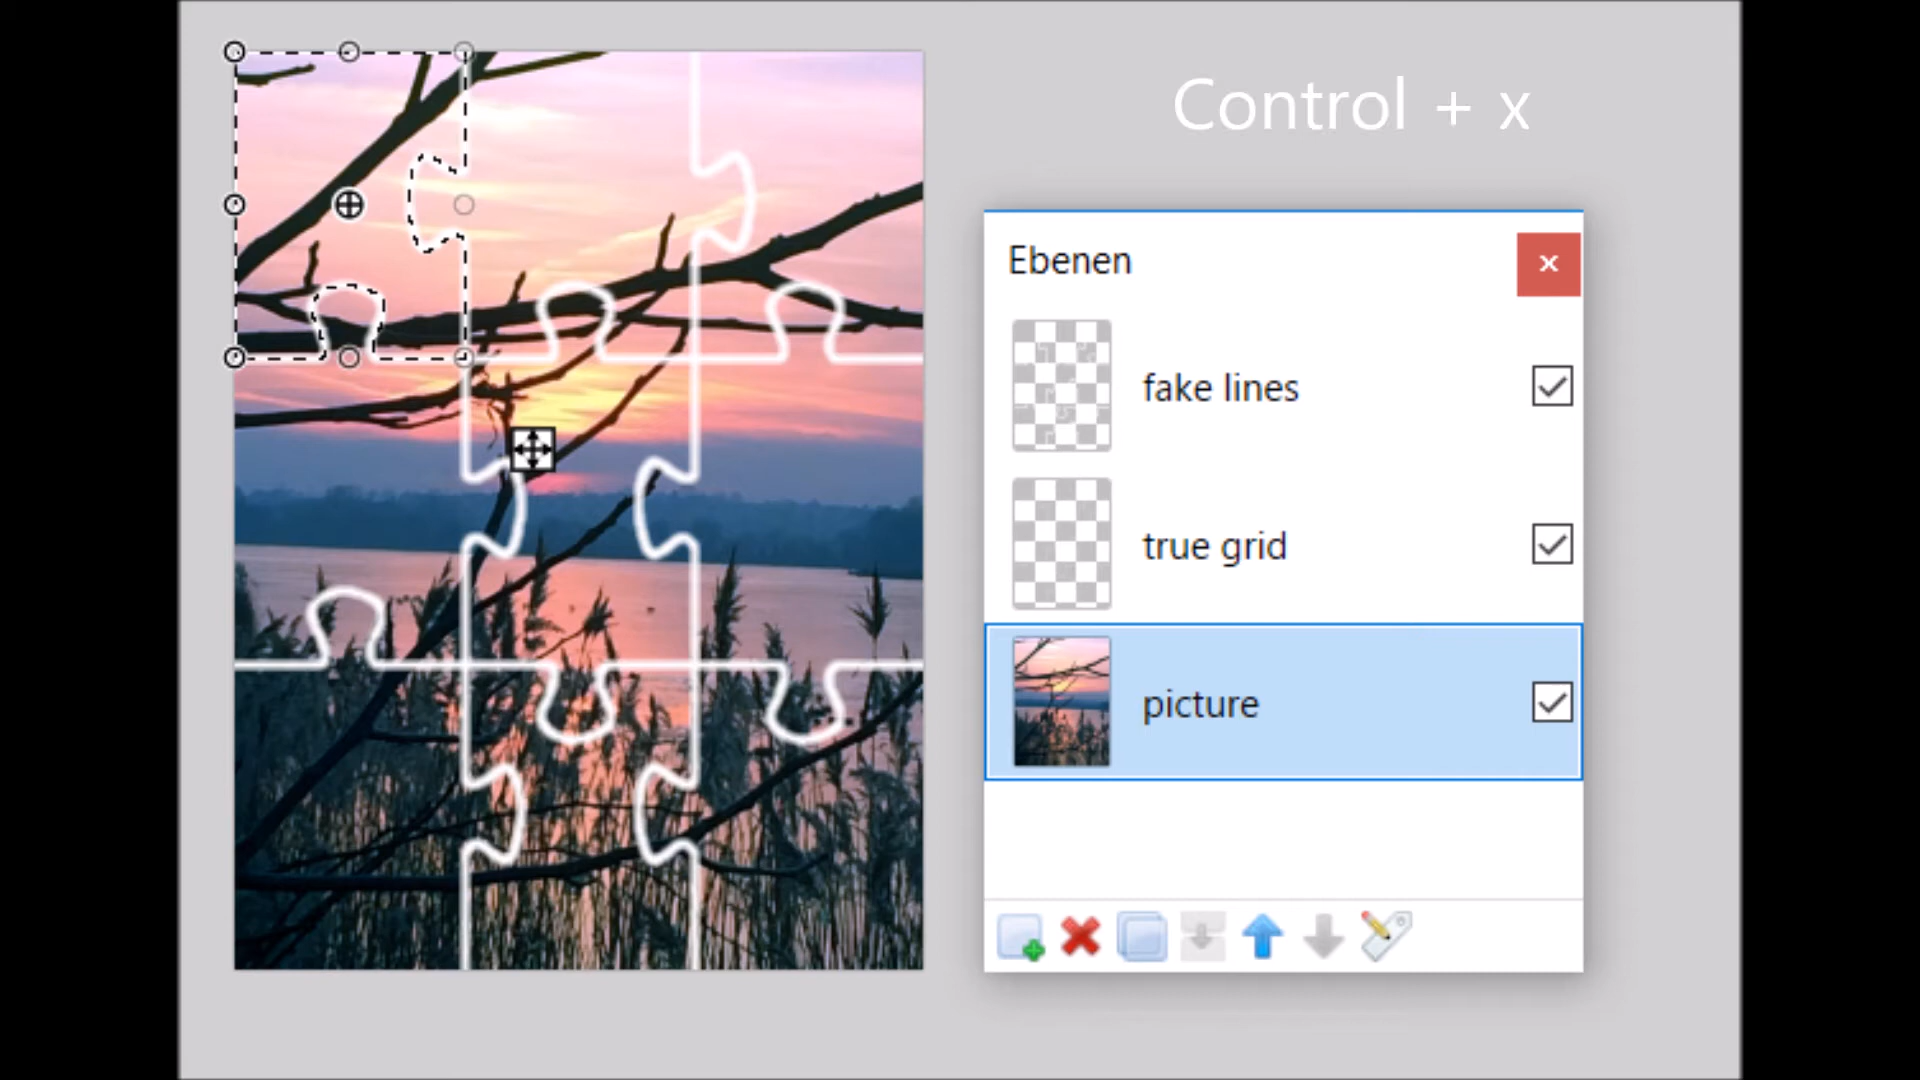 Control + x
Ebenen
fake lines
true grid
picture